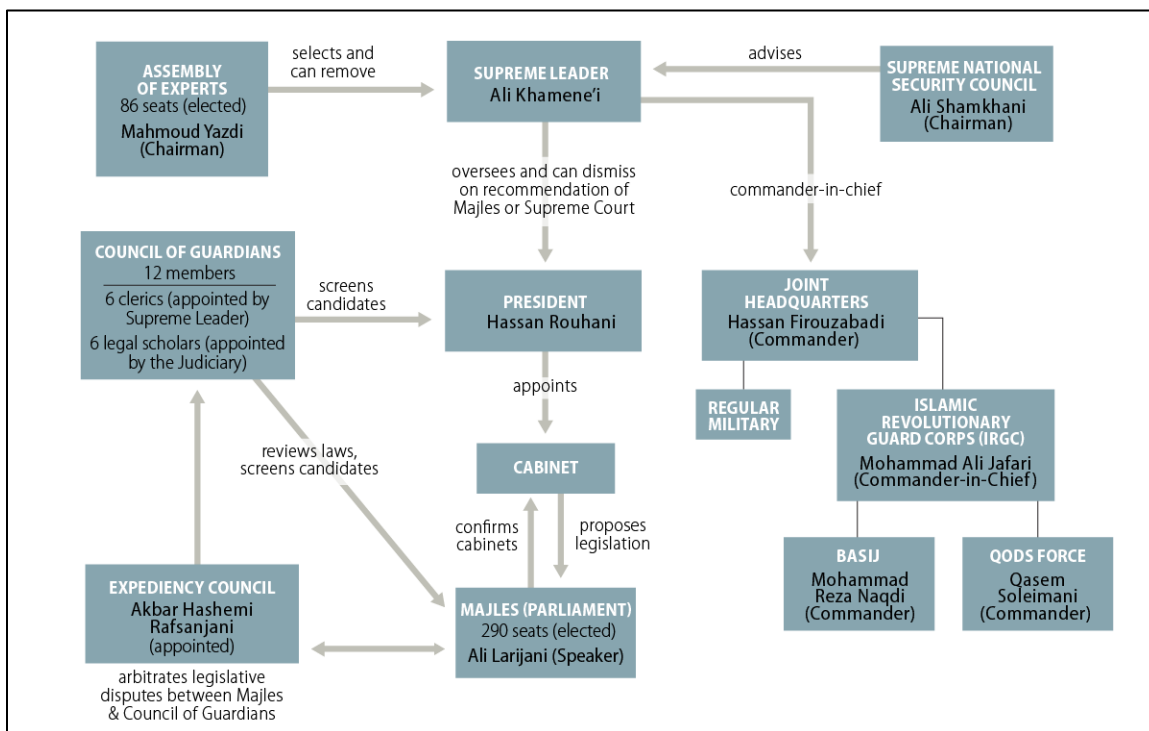 ASSEMBLY
OF EXPERTS
86 seats (elected)
Mahmoud Yazdi
(Chairman)
selects and
can remove
SUPREME LEADER
Ali Khamene’i
advises
SUPREME NATIONAL
SECURITY COUNCIL
Ali Shamkhani
(Chairman)
oversees and can dismiss
on recommendation of
Majles or Supreme Court
commander-in-chief
COUNCIL OF GUARDIANS
12 members
6 clerics (appointed by
Supreme Leader)
6 legal scholars (appointed
by the Judiciary)
screens
candidates
PRESIDENT
Hassan Rouhani
JOINT
HEADQUARTERS
Hassan Firouzabadi
(Commander)
appoints
REGULAR
MILITARY
ISLAMIC
REVOLUTIONARY
GUARD CORPS (IRGC)
Mohammad Ali Jafari
(Commander-in-Chief)
reviews laws,
screens candidates
CABINET
confirms
cabinets
proposes
legislation
BASIJ
Mohammad
Reza Naqdi
(Commander)
QODS FORCE
Qasem
Soleimani
(Commander)
EXPEDIENCY COUNCIL
Akbar Hashemi
Rafsanjani
(appointed)
MAJLES (PARLIAMENT)
290 seats (elected)
Ali Larijani (Speaker)
arbitrates legislative
disputes between Majles
& Council of Guardians